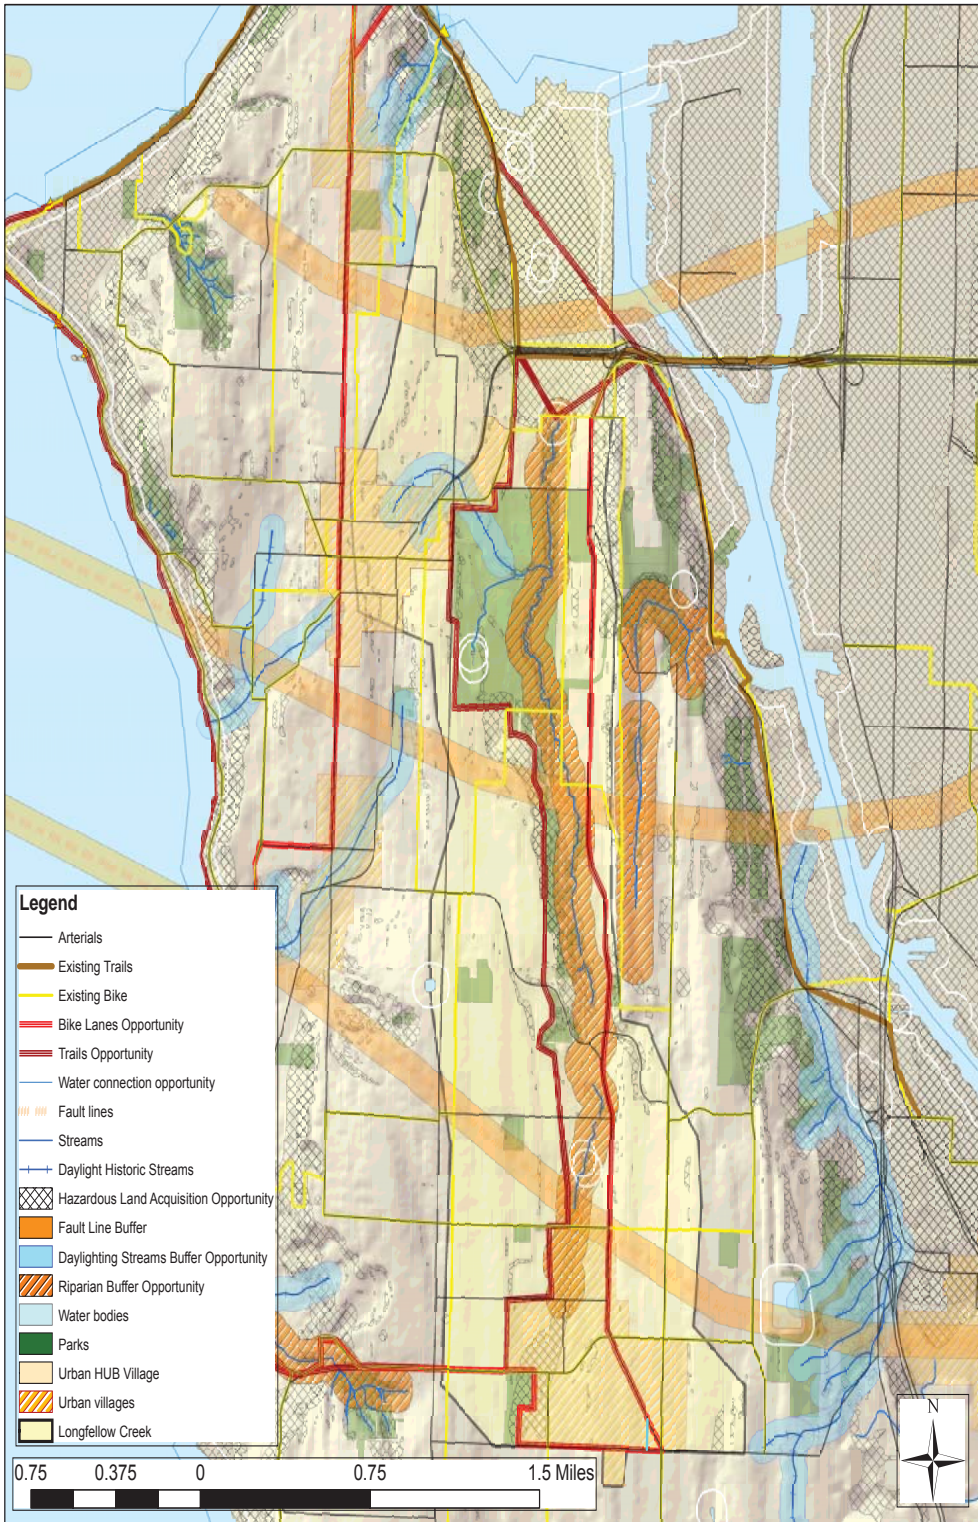 Legend
Arterials
Existing Trails
Existing Bike
Bike Lanes Opportunity
Trails Opportunity
Water connection opportunity
Fault lines
Streams
Daylight Historic Streams
Hazardous Land Acquisition Opportunity
Fault Line Buffer
Daylighting Streams Buffer Opportunity
Riparian Buffer Opportunity
Water bodies
Parks
Urban HUB Village
Urban villages
Longfellow Creek
N
0.75 0.375 0 0.75 1.5 Miles